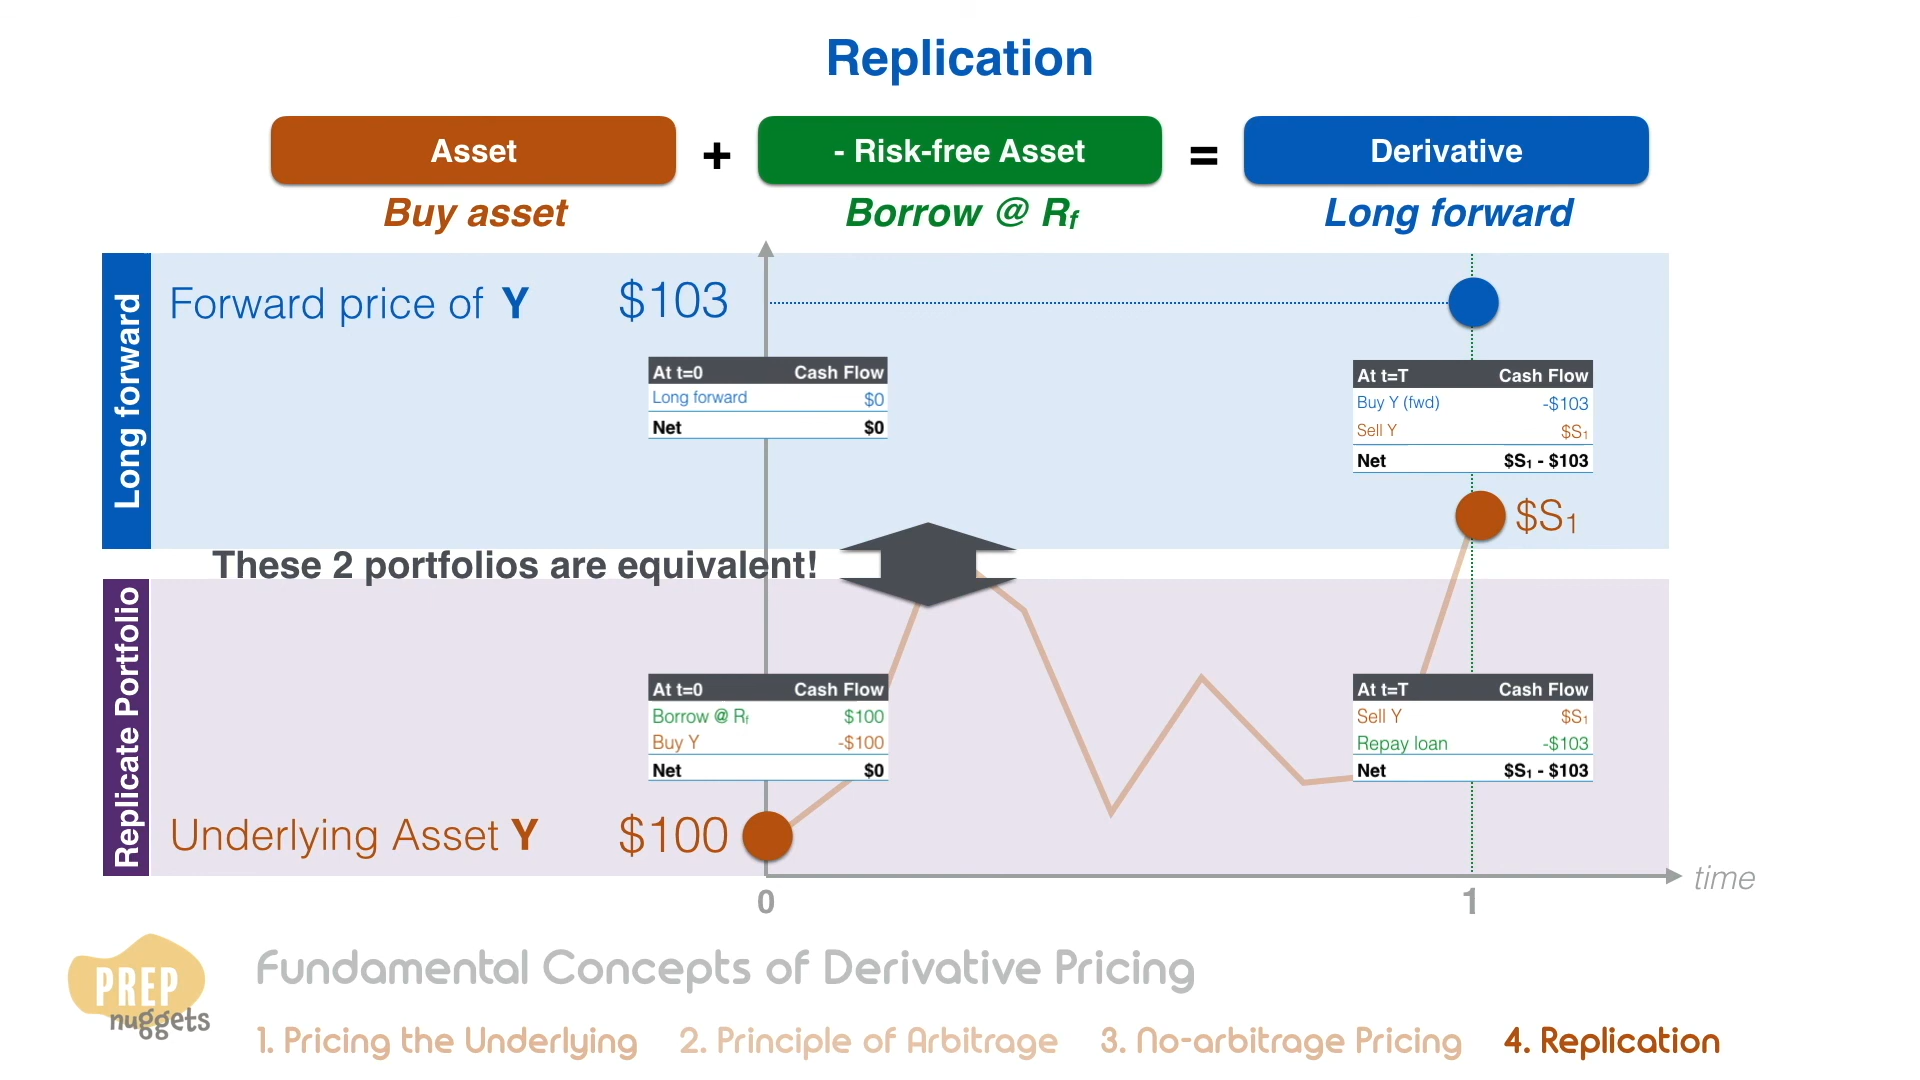 Replication
Asset + - Risk-free Asset = Derivative
Buy asset Borrow @ Rf Long forward
Long forward
Forward price of Y $103
At t=0 Cash Flow
Long forward $0
Net $0
At t=T Cash Flow
Buy Y (fwd) -$103
Sell Y $S1
Net $S1 - $103
$S1
These 2 portfolios are equivalent!
Replicate Portfolio
At t=0 Cash Flow
Borrow @ Rf $100
Buy Y -$100
Net $0
At t=T Cash Flow
Sell Y $S1
Repay loan -$103
Net $S1 - $103
Underlying Asset Y $100
time
0 1
PREP
nuggets
Fundamental Concepts of Derivative Pricing
1. Pricing the Underlying 2. Principle of Arbitrage 3. No-arbitrage Pricing 4. Replication